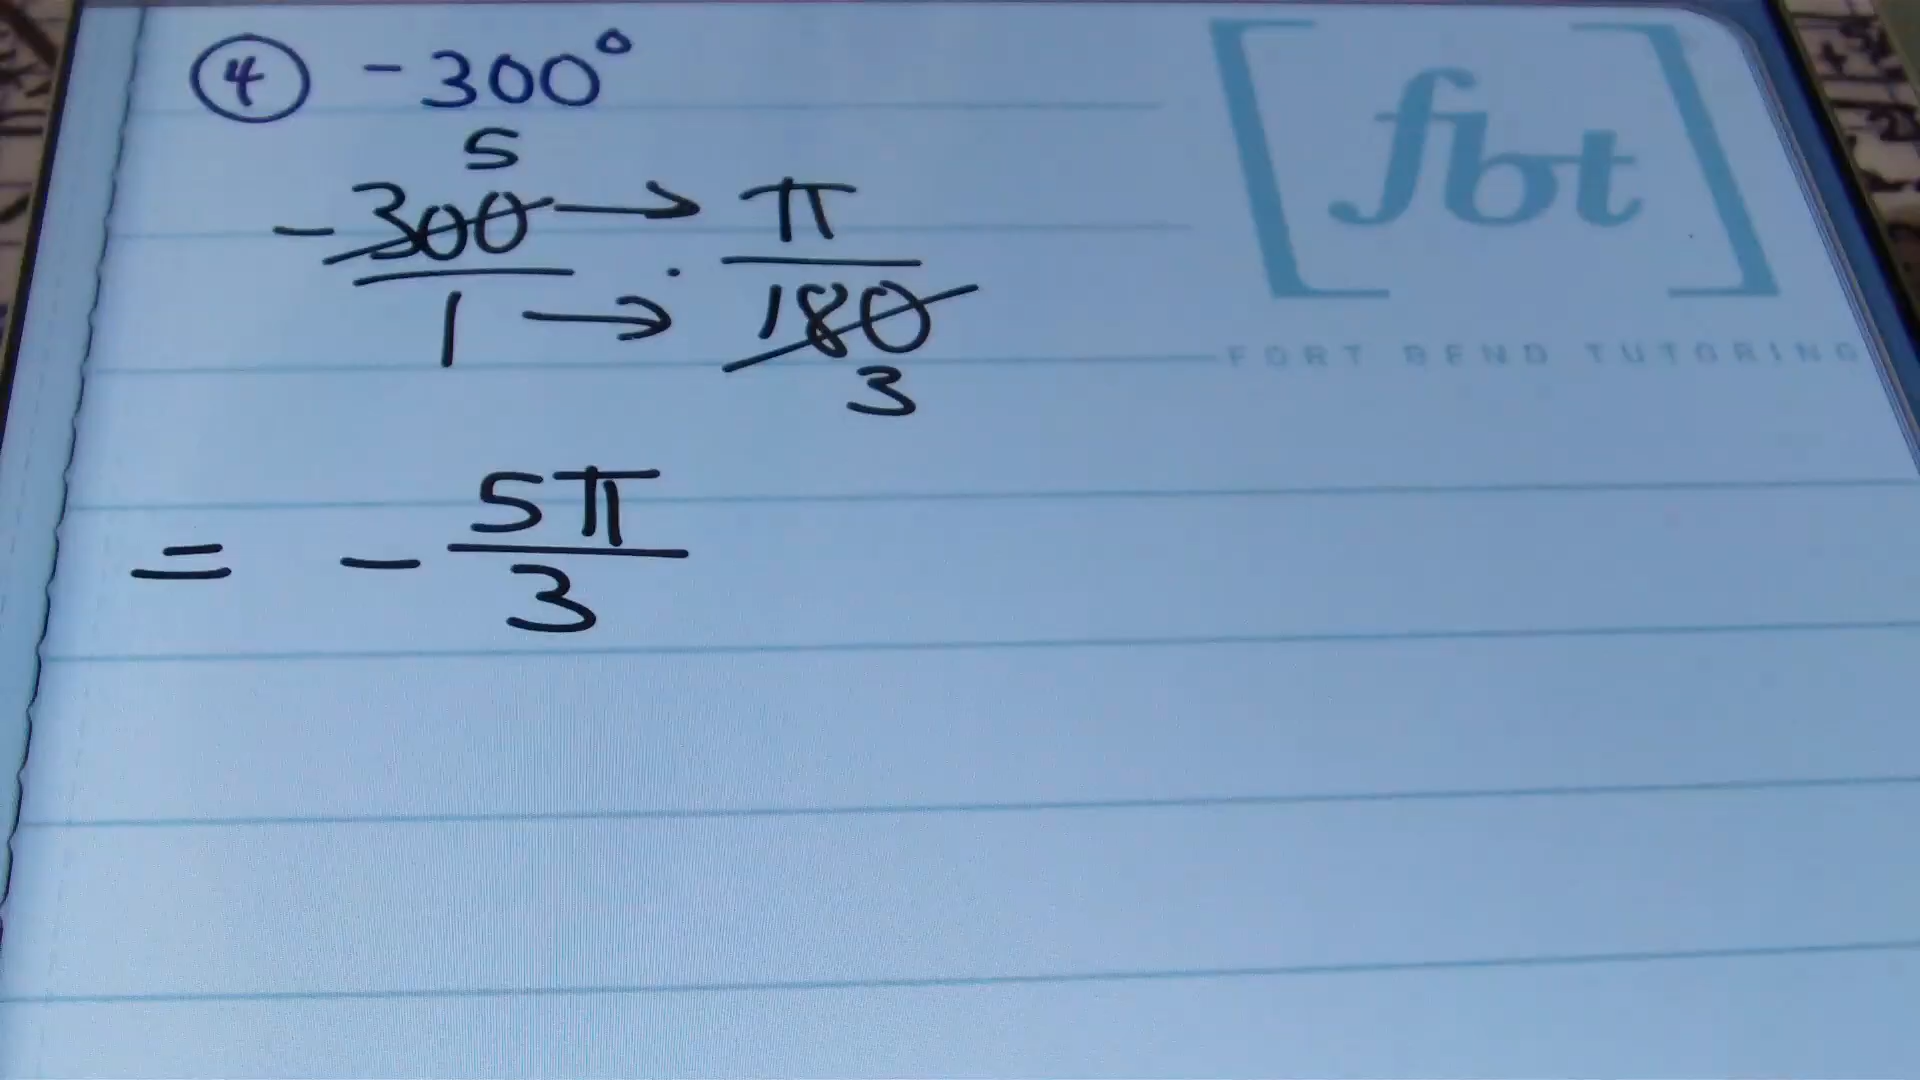 ④ -300°
5
-300 → π
1 → · 180
3
= - 5π
3
fbt
FORT BEND TUTORING